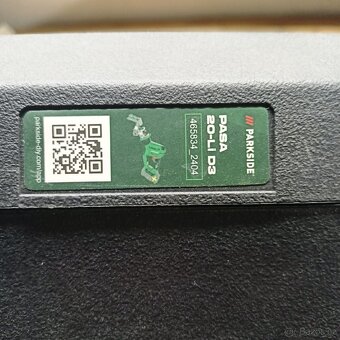 /// PARKSIDE®
PASA
20-Li D3
465834_2404
parkside-diy.com/app